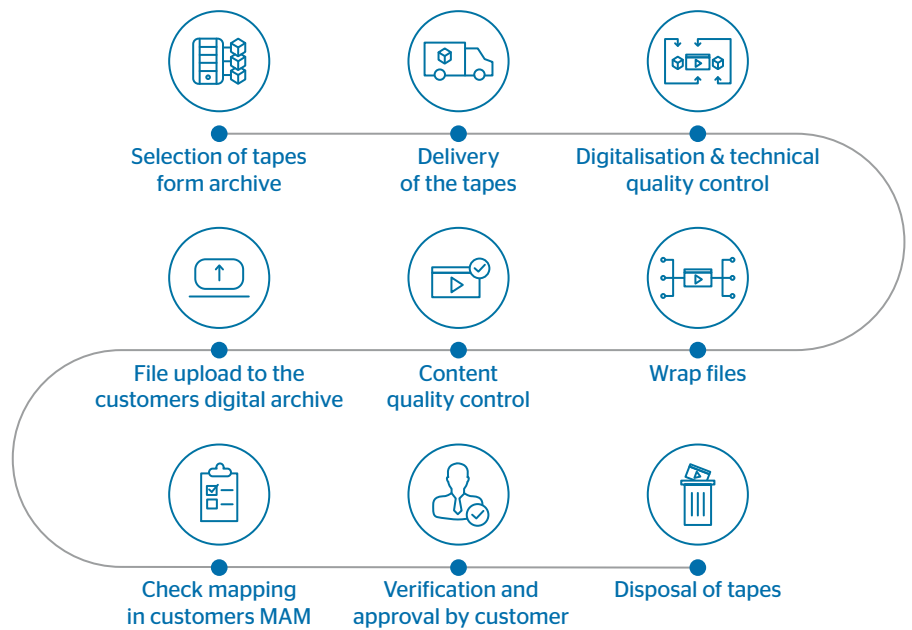 Selection of tapes
form archive
Delivery
of the tapes
Digitalisation & technical
quality control
Wrap files
Content
quality control
File upload to the
customers digital archive
Check mapping
in customers MAM
Verification and
approval by customer
Disposal of tapes